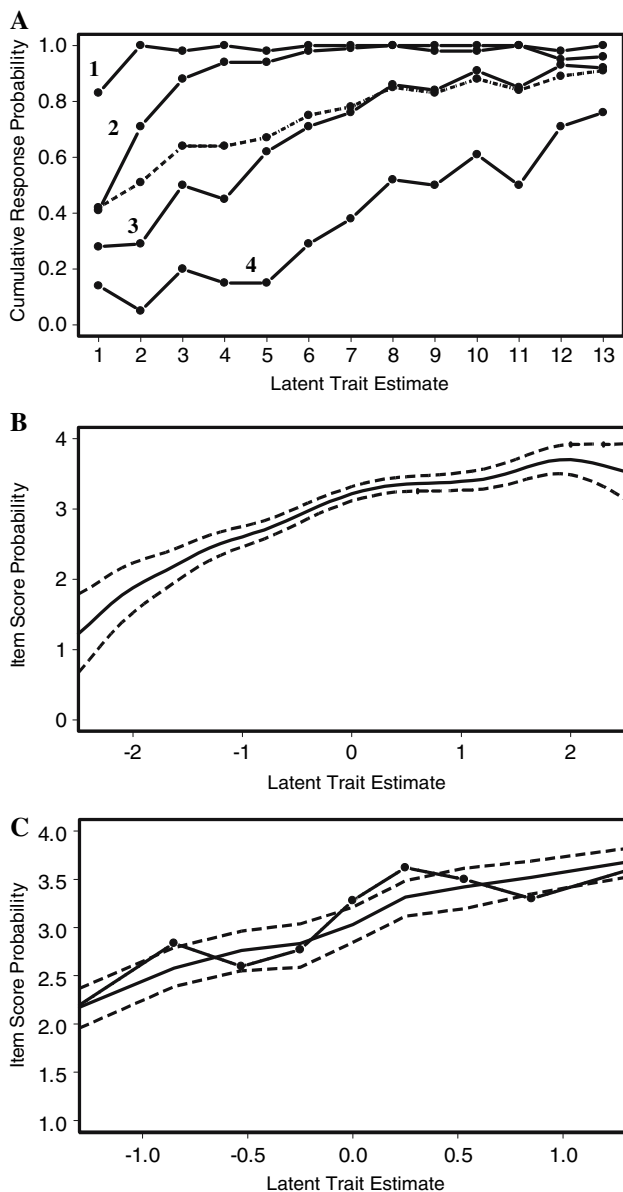 A
Cumulative Response Probability
1.0
0.8
0.6
0.4
0.2
0.0
1
2
3
4
1 2 3 4 5 6 7 8 9 10 11 12 13
Latent Trait Estimate
B
Item Score Probability
4
3
2
1
0
-2 -1 0 1 2
Latent Trait Estimate
C
Item Score Probability
4.0
3.5
3.0
2.5
2.0
1.5
1.0
-1.0 -0.5 0.0 0.5 1.0
Latent Trait Estimate